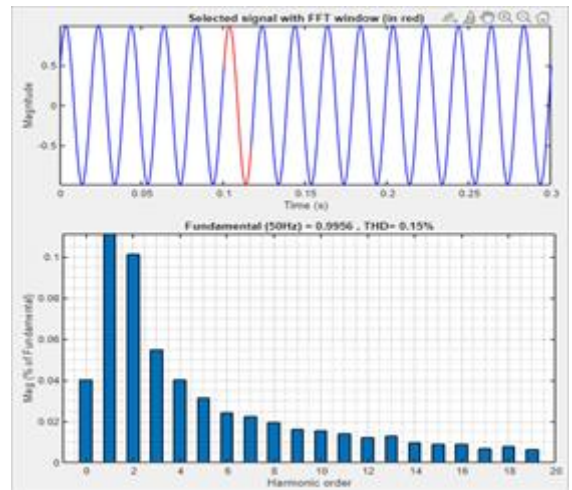 Selected signal with FFT window (in red)
Magnitude
0.5
0
-0.5
0 0.05 0.1 0.15 0.2 0.25 0.3
Time (s)
Fundamental (50Hz) = 0.9956 , THD= 0.15%
Mag (% of Fundamental)
0.1
0.08
0.06
0.04
0.02
0
0 2 4 6 8 10 12 14 16 18 20
Harmonic order